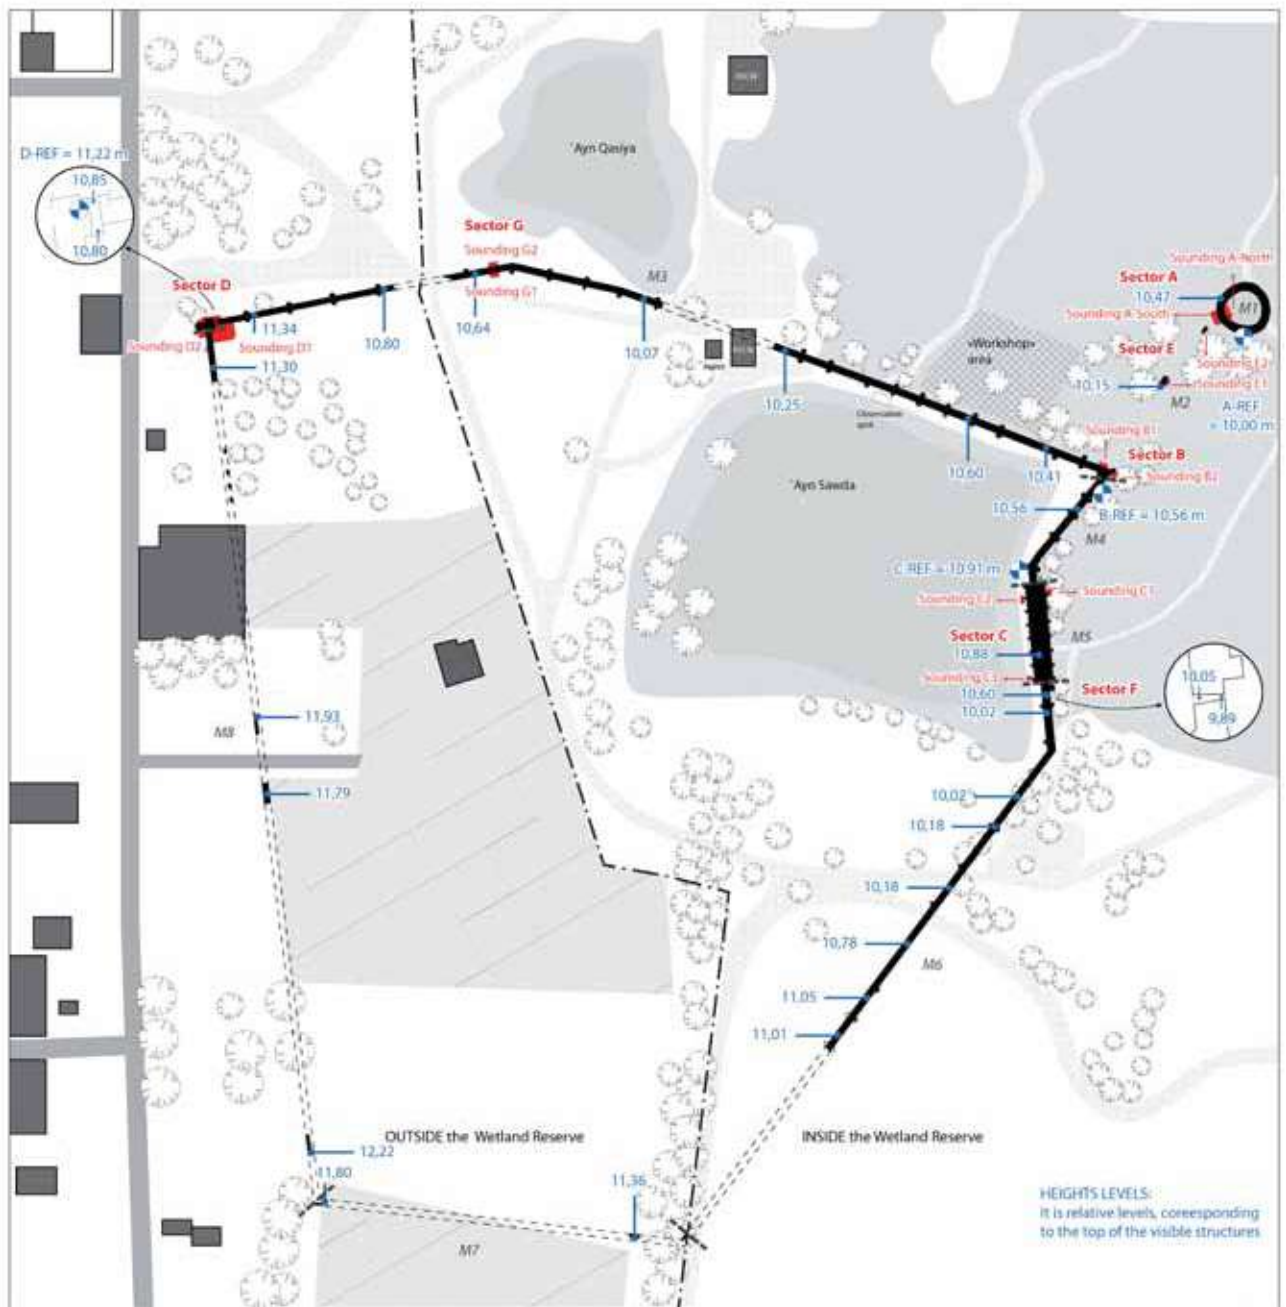 'Ayn Qasiya
D-REF = 11,22 m
10,85
10,80
Sector G
Sounding G2
Sounding G1
M3
Sector D
Sounding D2
Sounding D1
11,34
11,30
10,80
10,64
10,07
Sounding A-North
Sector A
10,47
M1
Sounding A-South
Sector E
Sounding E2
Sounding E1
10,15
M2
A-REF
= 10,00 m
«Workshop»
area
10,25
Observation
spot
10,60
10,41
Sounding B1
Sector B
Sounding B2
'Ayn Sawda
10,56
B-REF = 10,56 m
M4
C-REF = 10.91 m
Sounding C2
Sounding C1
Sector C
10,88
M5
Sounding C3
Sector F
10,60
10,02
10,05
9,89
11,93
M8
11,79
10,02
10,18
10,18
10,78
M6
11,05
11,01
OUTSIDE the Wetland Reserve
INSIDE the Wetland Reserve
12,22
11,80
11,36
M7
HEIGHTS LEVELS:
It is relative levels, coreesponding
to the top of the visible structures